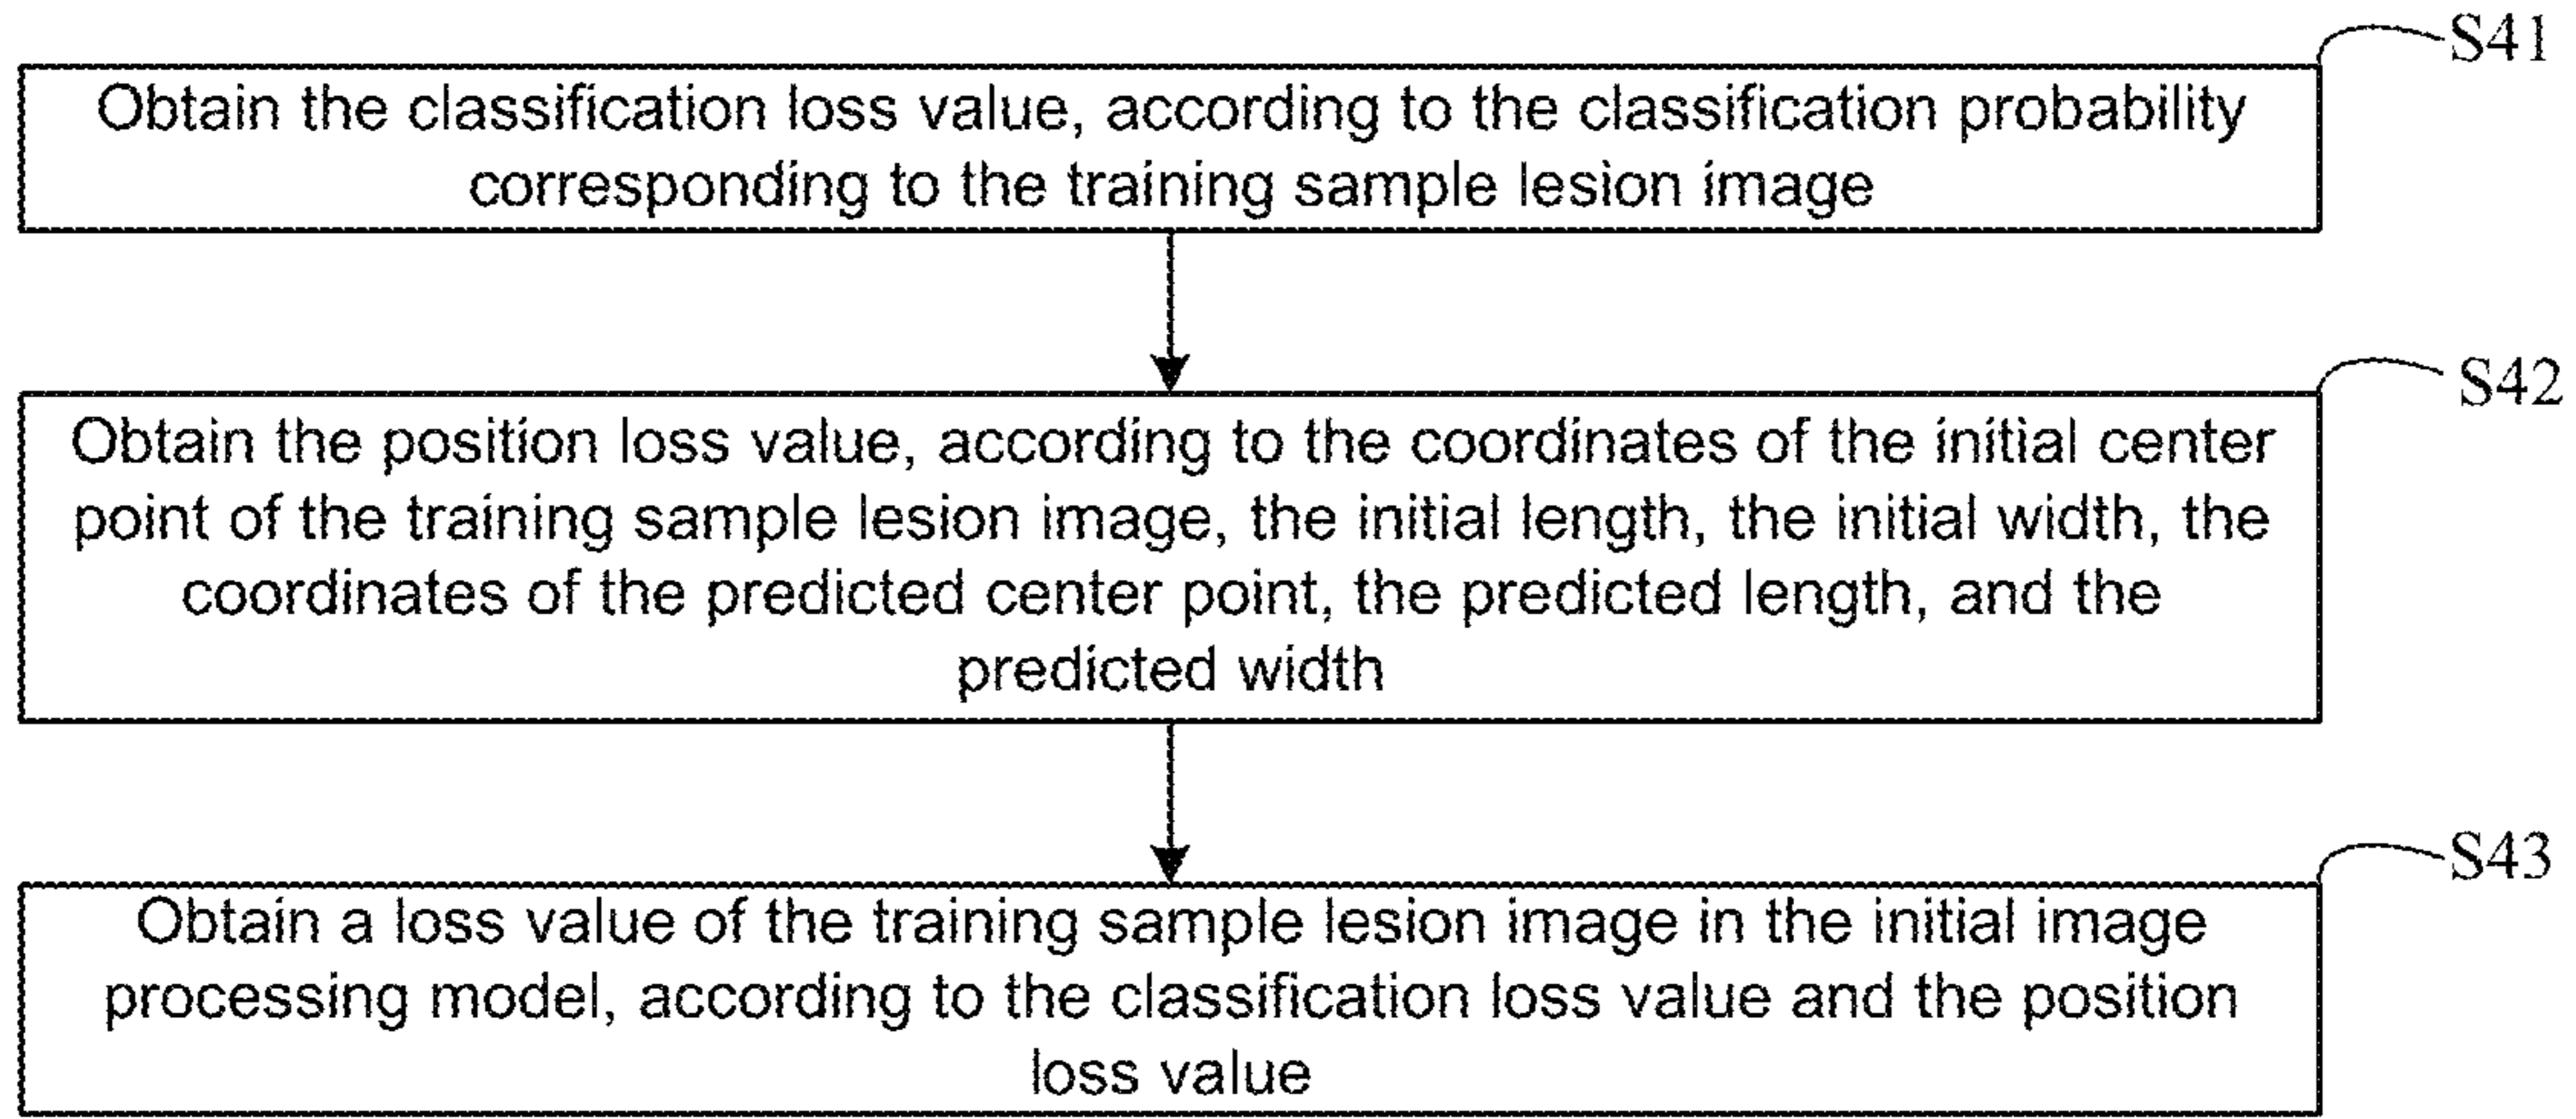 S41
Obtain the classification loss value, according to the classification probability
corresponding to the training sample lesion image
S42
Obtain the position loss value, according to the coordinates of the initial center
point of the training sample lesion image, the initial length, the initial width, the
coordinates of the predicted center point, the predicted length, and the
predicted width
S43
Obtain a loss value of the training sample lesion image in the initial image
processing model, according to the classification loss value and the position
loss value